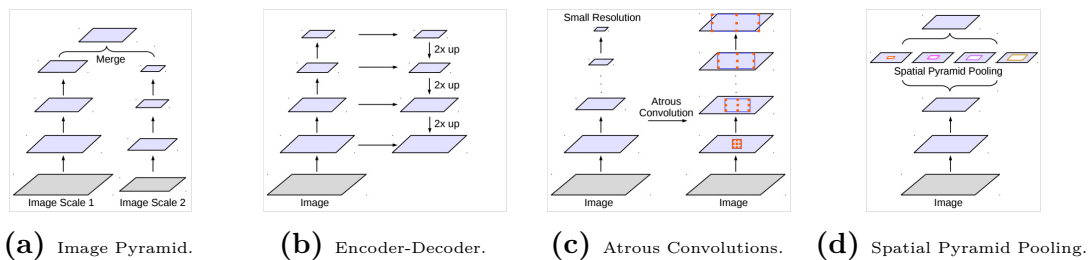 Merge
Image Scale 1
Image Scale 2
(a) Image Pyramid.
2x up
2x up
2x up
Image
(b) Encoder-Decoder.
Small Resolution
Atrous
Convolution
Image
Image
(c) Atrous Convolutions.
Spatial Pyramid Pooling
Image
(d) Spatial Pyramid Pooling.